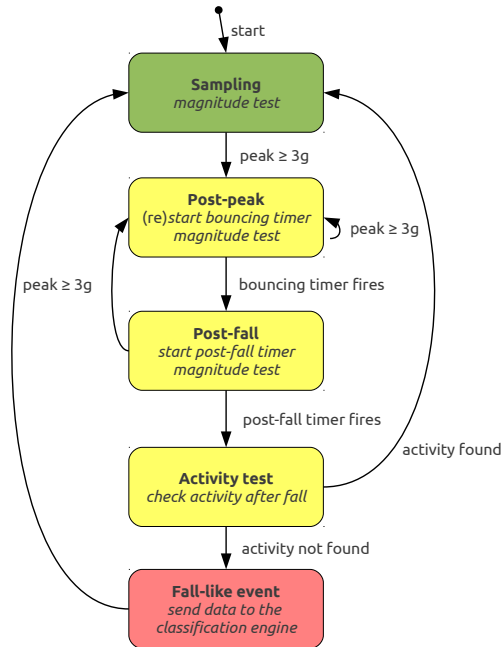 start
Sampling
magnitude test
peak ≥ 3g
Post-peak
(re)start bouncing timer
magnitude test
peak ≥ 3g
peak ≥ 3g
bouncing timer fires
Post-fall
start post-fall timer
magnitude test
post-fall timer fires
activity found
Activity test
check activity after fall
activity not found
Fall-like event
send data to the
classification engine